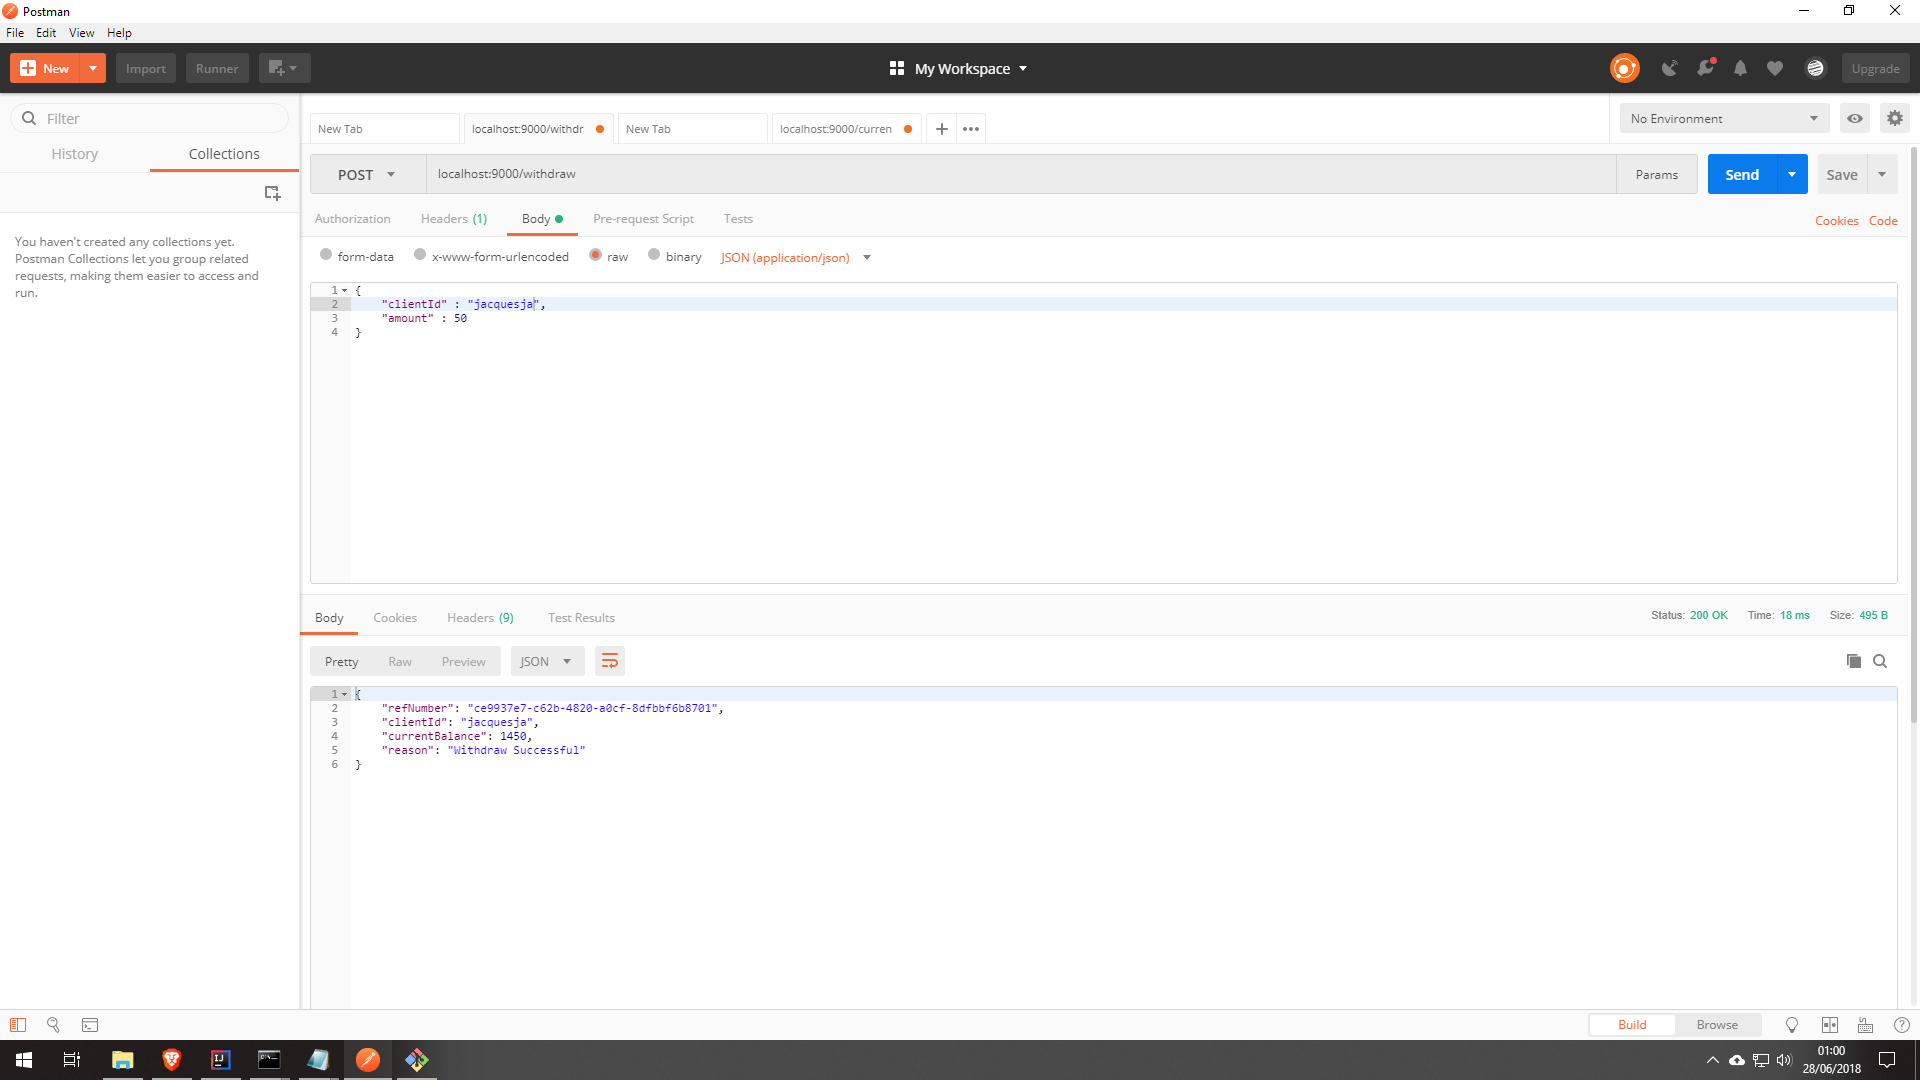 Postman
File Edit View Help
New Import Runner My Workspace Upgrade
Filter
History Collections
You haven't created any collections yet.
Postman Collections let you group related
requests, making them easier to access and
run.
New Tab localhost:9000/withdr New Tab localhost:9000/curren No Environment
POST localhost:9000/withdraw Params Send Save
Authorization Headers (1) Body Pre-request Script Tests Cookies Code
form-data x-www-form-urlencoded raw binary JSON (application/json)
1 {
2 "clientId" : "jacquesja",
3 "amount" : 50
4 }
Body Cookies Headers (9) Test Results Status: 200 OK Time: 18 ms Size: 495 B
Pretty Raw Preview JSON
1 {
2 "refNumber": "ce9937e7-c62b-4820-a0cf-8dfbbf6b8701",
3 "clientId": "jacquesja",
4 "currentBalance": 1450,
5 "reason": "Withdraw Successful"
6 }
Build Browse
01:00
28/06/2018